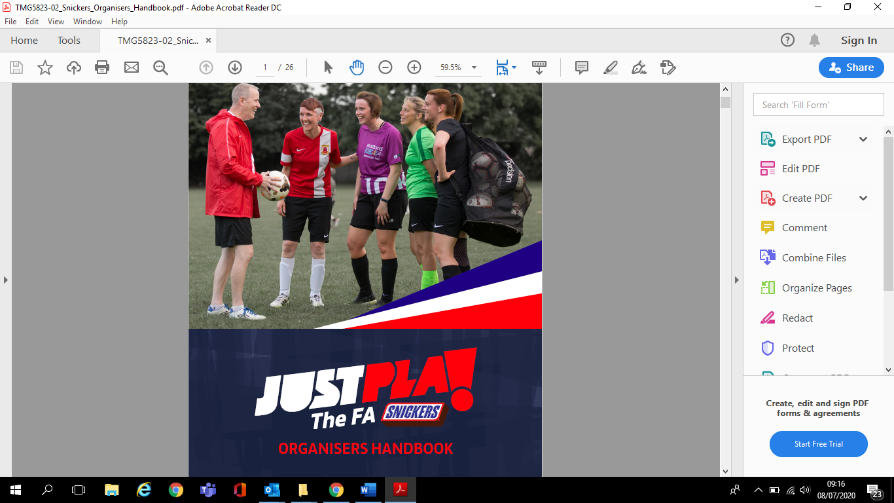 TMG5823-02_Snickers_Organisers_Handbook.pdf - Adobe Acrobat Reader DC
File Edit View Window Help
Home Tools TMG5823-02_Snic... ×
Sign In
1 / 26
59.5%
Share
Search 'Fill Form'
Export PDF
Edit PDF
Create PDF
Comment
Combine Files
Organize Pages
Redact
Protect
Create, edit and sign PDF
forms & agreements
Start Free Trial
JUST PLAY!
The FA SNICKERS
ORGANISERS HANDBOOK
09:16
08/07/2020
23